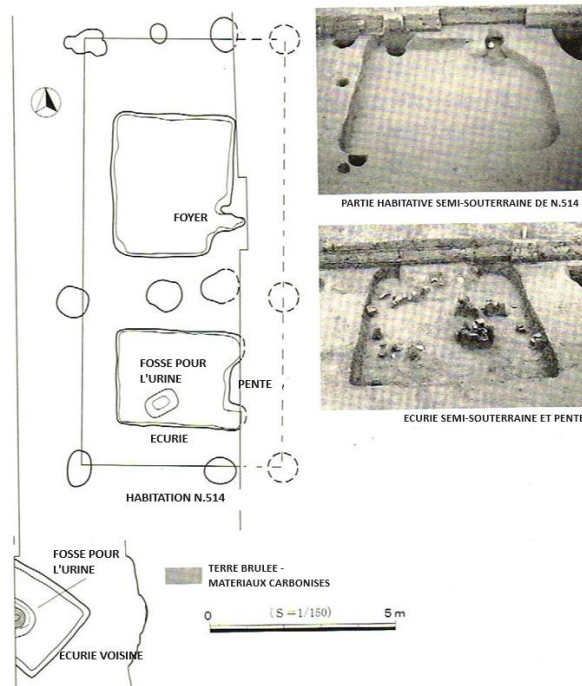 FOYER
PARTIE HABITATIVE SEMI-SOUTERRAINE DE N.514
FOSSE POUR
L'URINE
PENTE
ECURIE
ECURIE SEMI-SOUTERRAINE ET PENTE
HABITATION N.514
FOSSE POUR
L'URINE
ECURIE VOISINE
TERRE BRULEE -
MATERIAUX CARBONISES
0 (S=1/150) 5 m